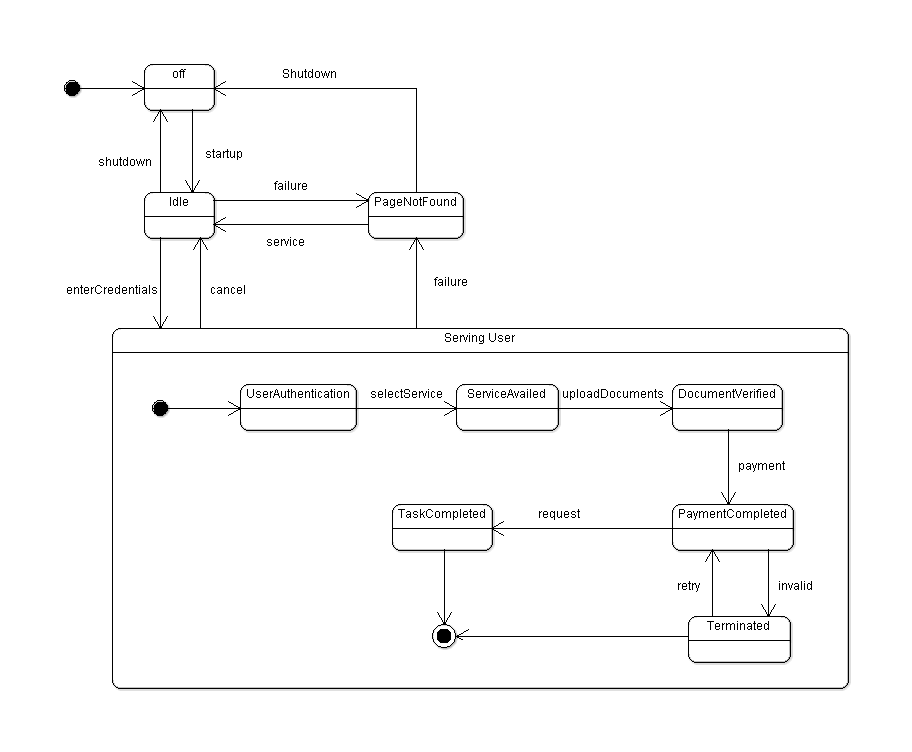 off
Shutdown
shutdown
startup
failure
Idle
PageNotFound
service
enterCredentials
cancel
failure
Serving User
UserAuthentication
selectService
ServiceAvailed
uploadDocuments
DocumentVerified
payment
TaskCompleted
request
PaymentCompleted
retry
invalid
Terminated